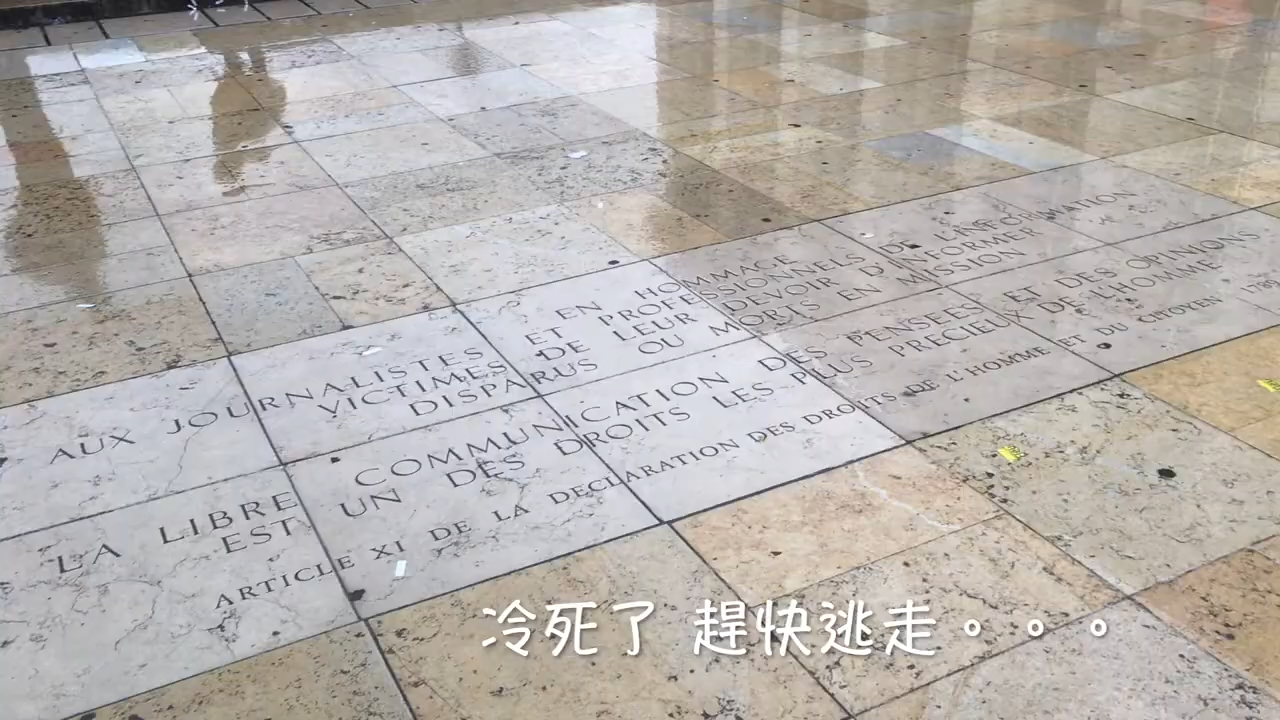 EN HOMMAGE
AUX JOURNALISTES ET PROFESSIONNELS DE L'INFORMATION
VICTIMES DE LEUR DEVOIR D'INFORMER
DISPARUS OU MORTS EN MISSION
LA LIBRE COMMUNICATION DES PENSEES ET DES OPINIONS
EST UN DES DROITS LES PLUS PRECIEUX DE L'HOMME
ARTICLE XI DE LA DECLARATION DES DROITS DE L'HOMME ET DU CITOYEN 1789
冷死了 趕快逃走。。。